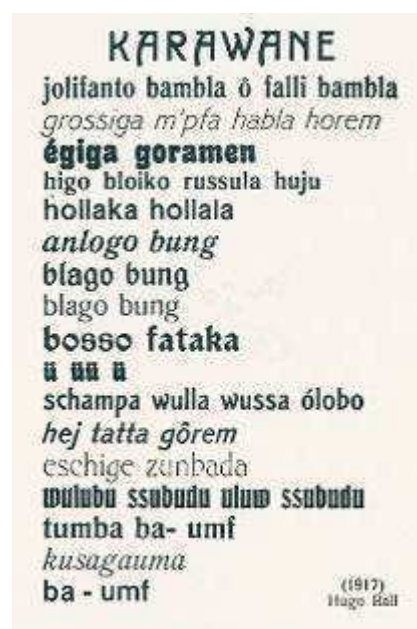 KARAWANE
jolifanto bambla ô falli bambla
grossiga m'pfa habla horem
égiga goramen
higo bloiko russula huju
hollaka hollala
anlogo bung
blago bung
blago bung
bosso fataka
ü üü ü
schampa wulla wussa ólobo
hej tatta gôrem
eschige zunbada
wulubu ssubudu uluw ssubudu
tumba ba- umf
kusagauma
ba - umf
(1917)
Hugo Ball